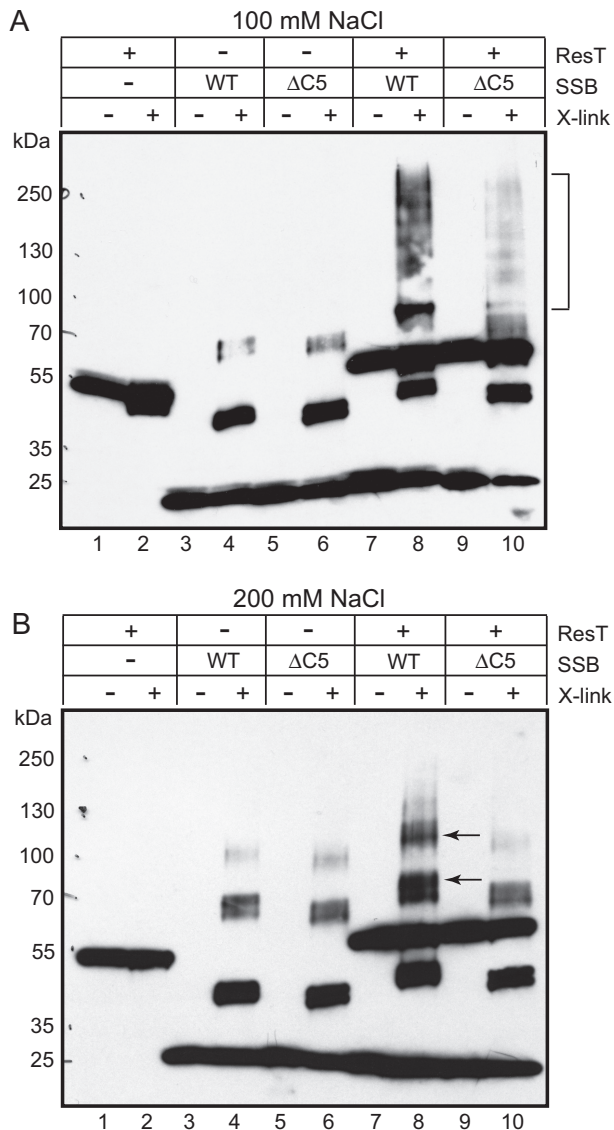 A
100 mM NaCl
+ - - + + ResT
- WT ΔC5 WT ΔC5 SSB
- + - + - + - + - + X-link
kDa
250
130
100
70
55
35
25
1 2 3 4 5 6 7 8 9 10
200 mM NaCl
B
+ - - + + ResT
- WT ΔC5 WT ΔC5 SSB
- + - + - + - + - + X-link
kDa
250
130
100
70
55
35
25
1 2 3 4 5 6 7 8 9 10